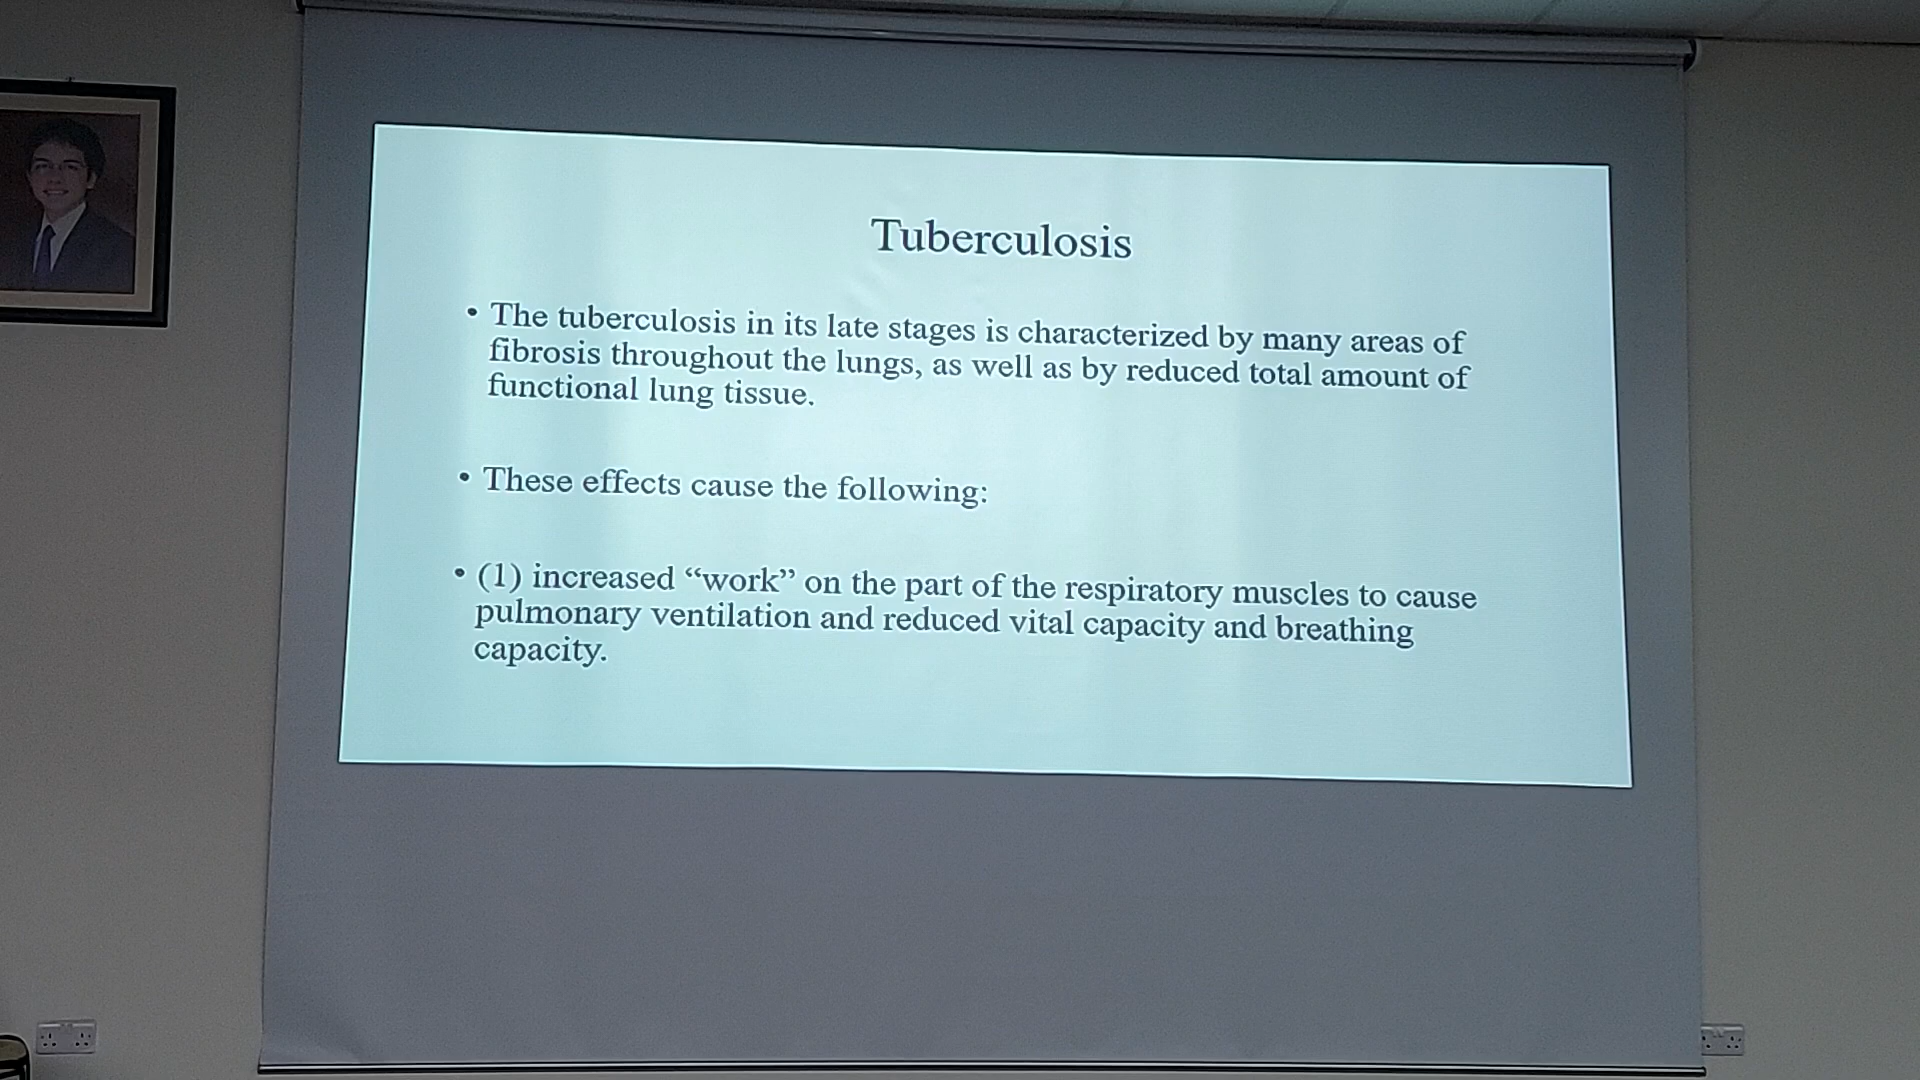 Tuberculosis
• The tuberculosis in its late stages is characterized by many areas of
fibrosis throughout the lungs, as well as by reduced total amount of
functional lung tissue.
• These effects cause the following:
• (1) increased “work” on the part of the respiratory muscles to cause
pulmonary ventilation and reduced vital capacity and breathing
capacity.